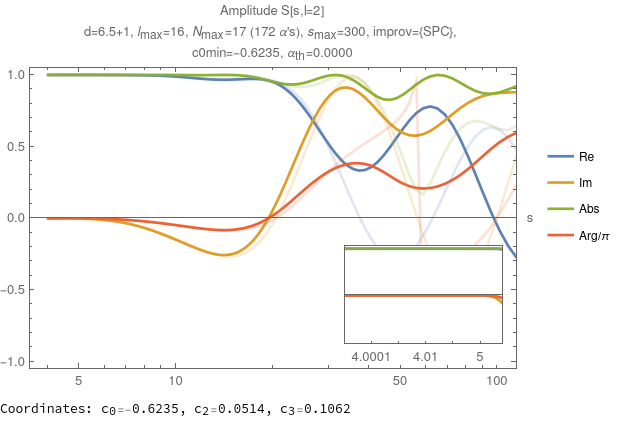 Amplitude S[s,l=2]
d=6.5+1, lmax=16, Nmax=17 (172 α's), smax=300, improv={SPC},
c0min=-0.6235, αth=0.0000
1.0
0.5
0.0
-0.5
-1.0
5 10 50 100
s
4.0001 4.01 5
Re
Im
Abs
Arg/π
Coordinates: c0=-0.6235, c2=0.0514, c3=0.1062